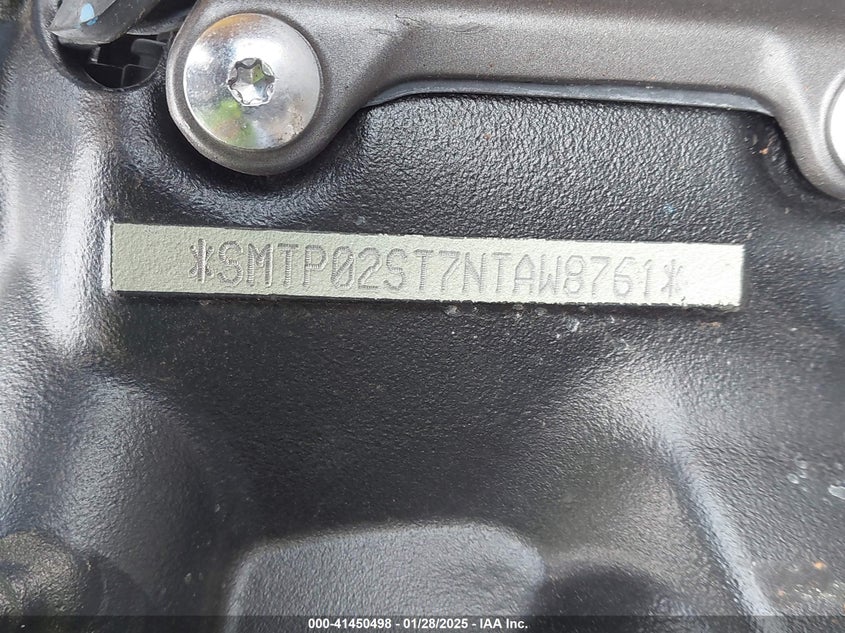 *SMTP02ST7NTAW8761*
000-41450498 - 01/28/2025 - IAA Inc.